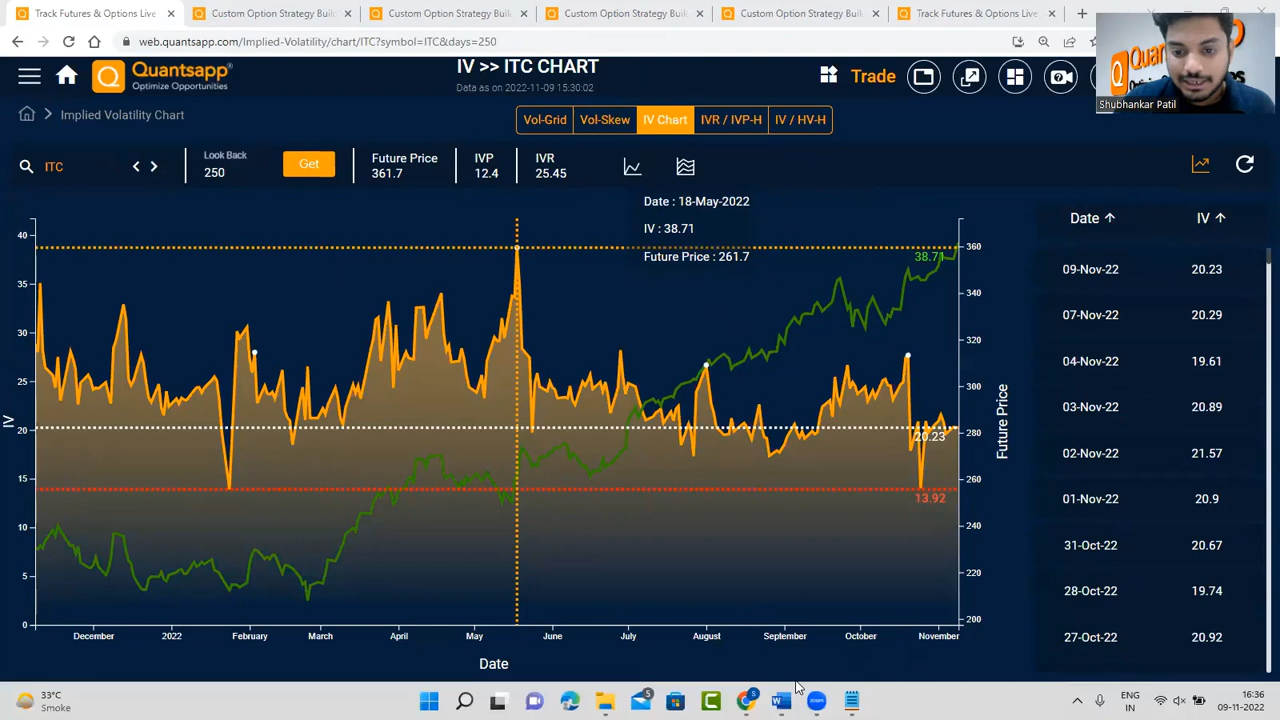 Track Futures & Options Live
Custom Option Strategy Build
Custom Option Strategy Build
Custom Option Strategy Build
Custom Option Strategy Build
Track Futures & Options Live
web.quantsapp.com/Implied-Volatility/chart/ITC?symbol=ITC&days=250
Quantsapp
Optimize Opportunities
IV >> ITC CHART
Data as on 2022-11-09 15:30:02
Trade
Shubhankar Patil
Implied Volatility Chart
Vol-Grid
Vol-Skew
IV Chart
IVR / IVP-H
IV / HV-H
ITC
Look Back
250
Get
Future Price
361.7
IVP
12.4
IVR
25.45
Date : 18-May-2022
IV : 38.71
Future Price : 261.7
Date IV
09-Nov-22 20.23
07-Nov-22 20.29
04-Nov-22 19.61
03-Nov-22 20.89
02-Nov-22 21.57
01-Nov-22 20.9
31-Oct-22 20.67
28-Oct-22 19.74
27-Oct-22 20.92
40
35
30
25
20
15
10
5
0
IV
38.71
20.23
13.92
360
340
320
300
280
260
240
220
200
Future Price
December 2022 February March April May June July August September October November
Date
33°C
Smoke
5
S
zoom
ENG
IN
16:36
09-11-2022